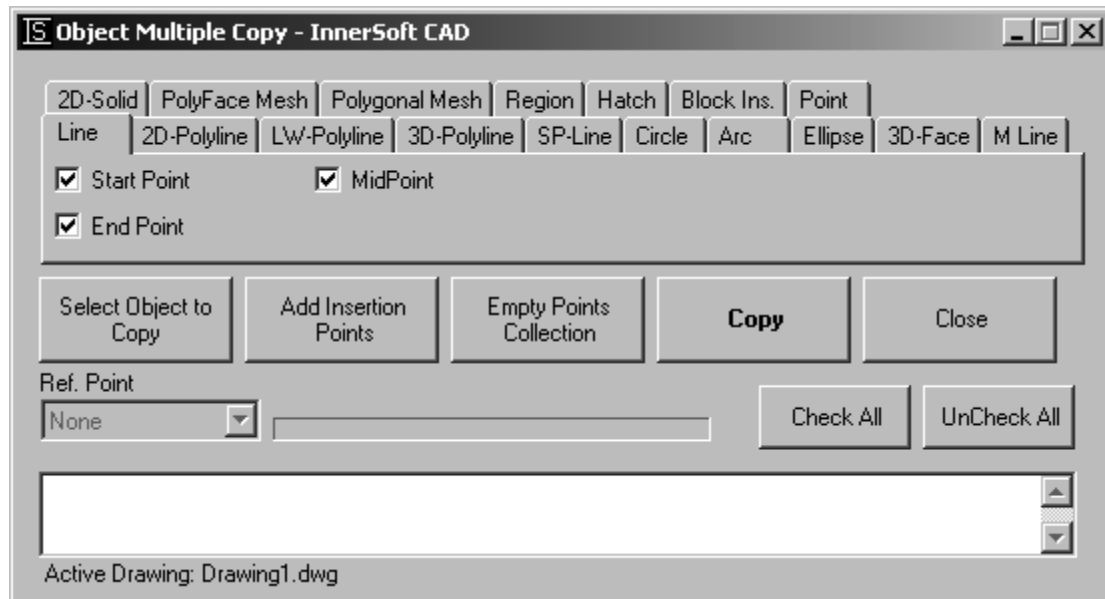 IS Object Multiple Copy - InnerSoft CAD
2D-Solid PolyFace Mesh Polygonal Mesh Region Hatch Block Ins. Point
Line 2D-Polyline LW-Polyline 3D-Polyline SP-Line Circle Arc Ellipse 3D-Face M Line
Start Point MidPoint
End Point
Select Object to Copy
Add Insertion Points
Empty Points Collection
Copy
Close
Ref. Point
None
Check All UnCheck All
Active Drawing: Drawing1.dwg